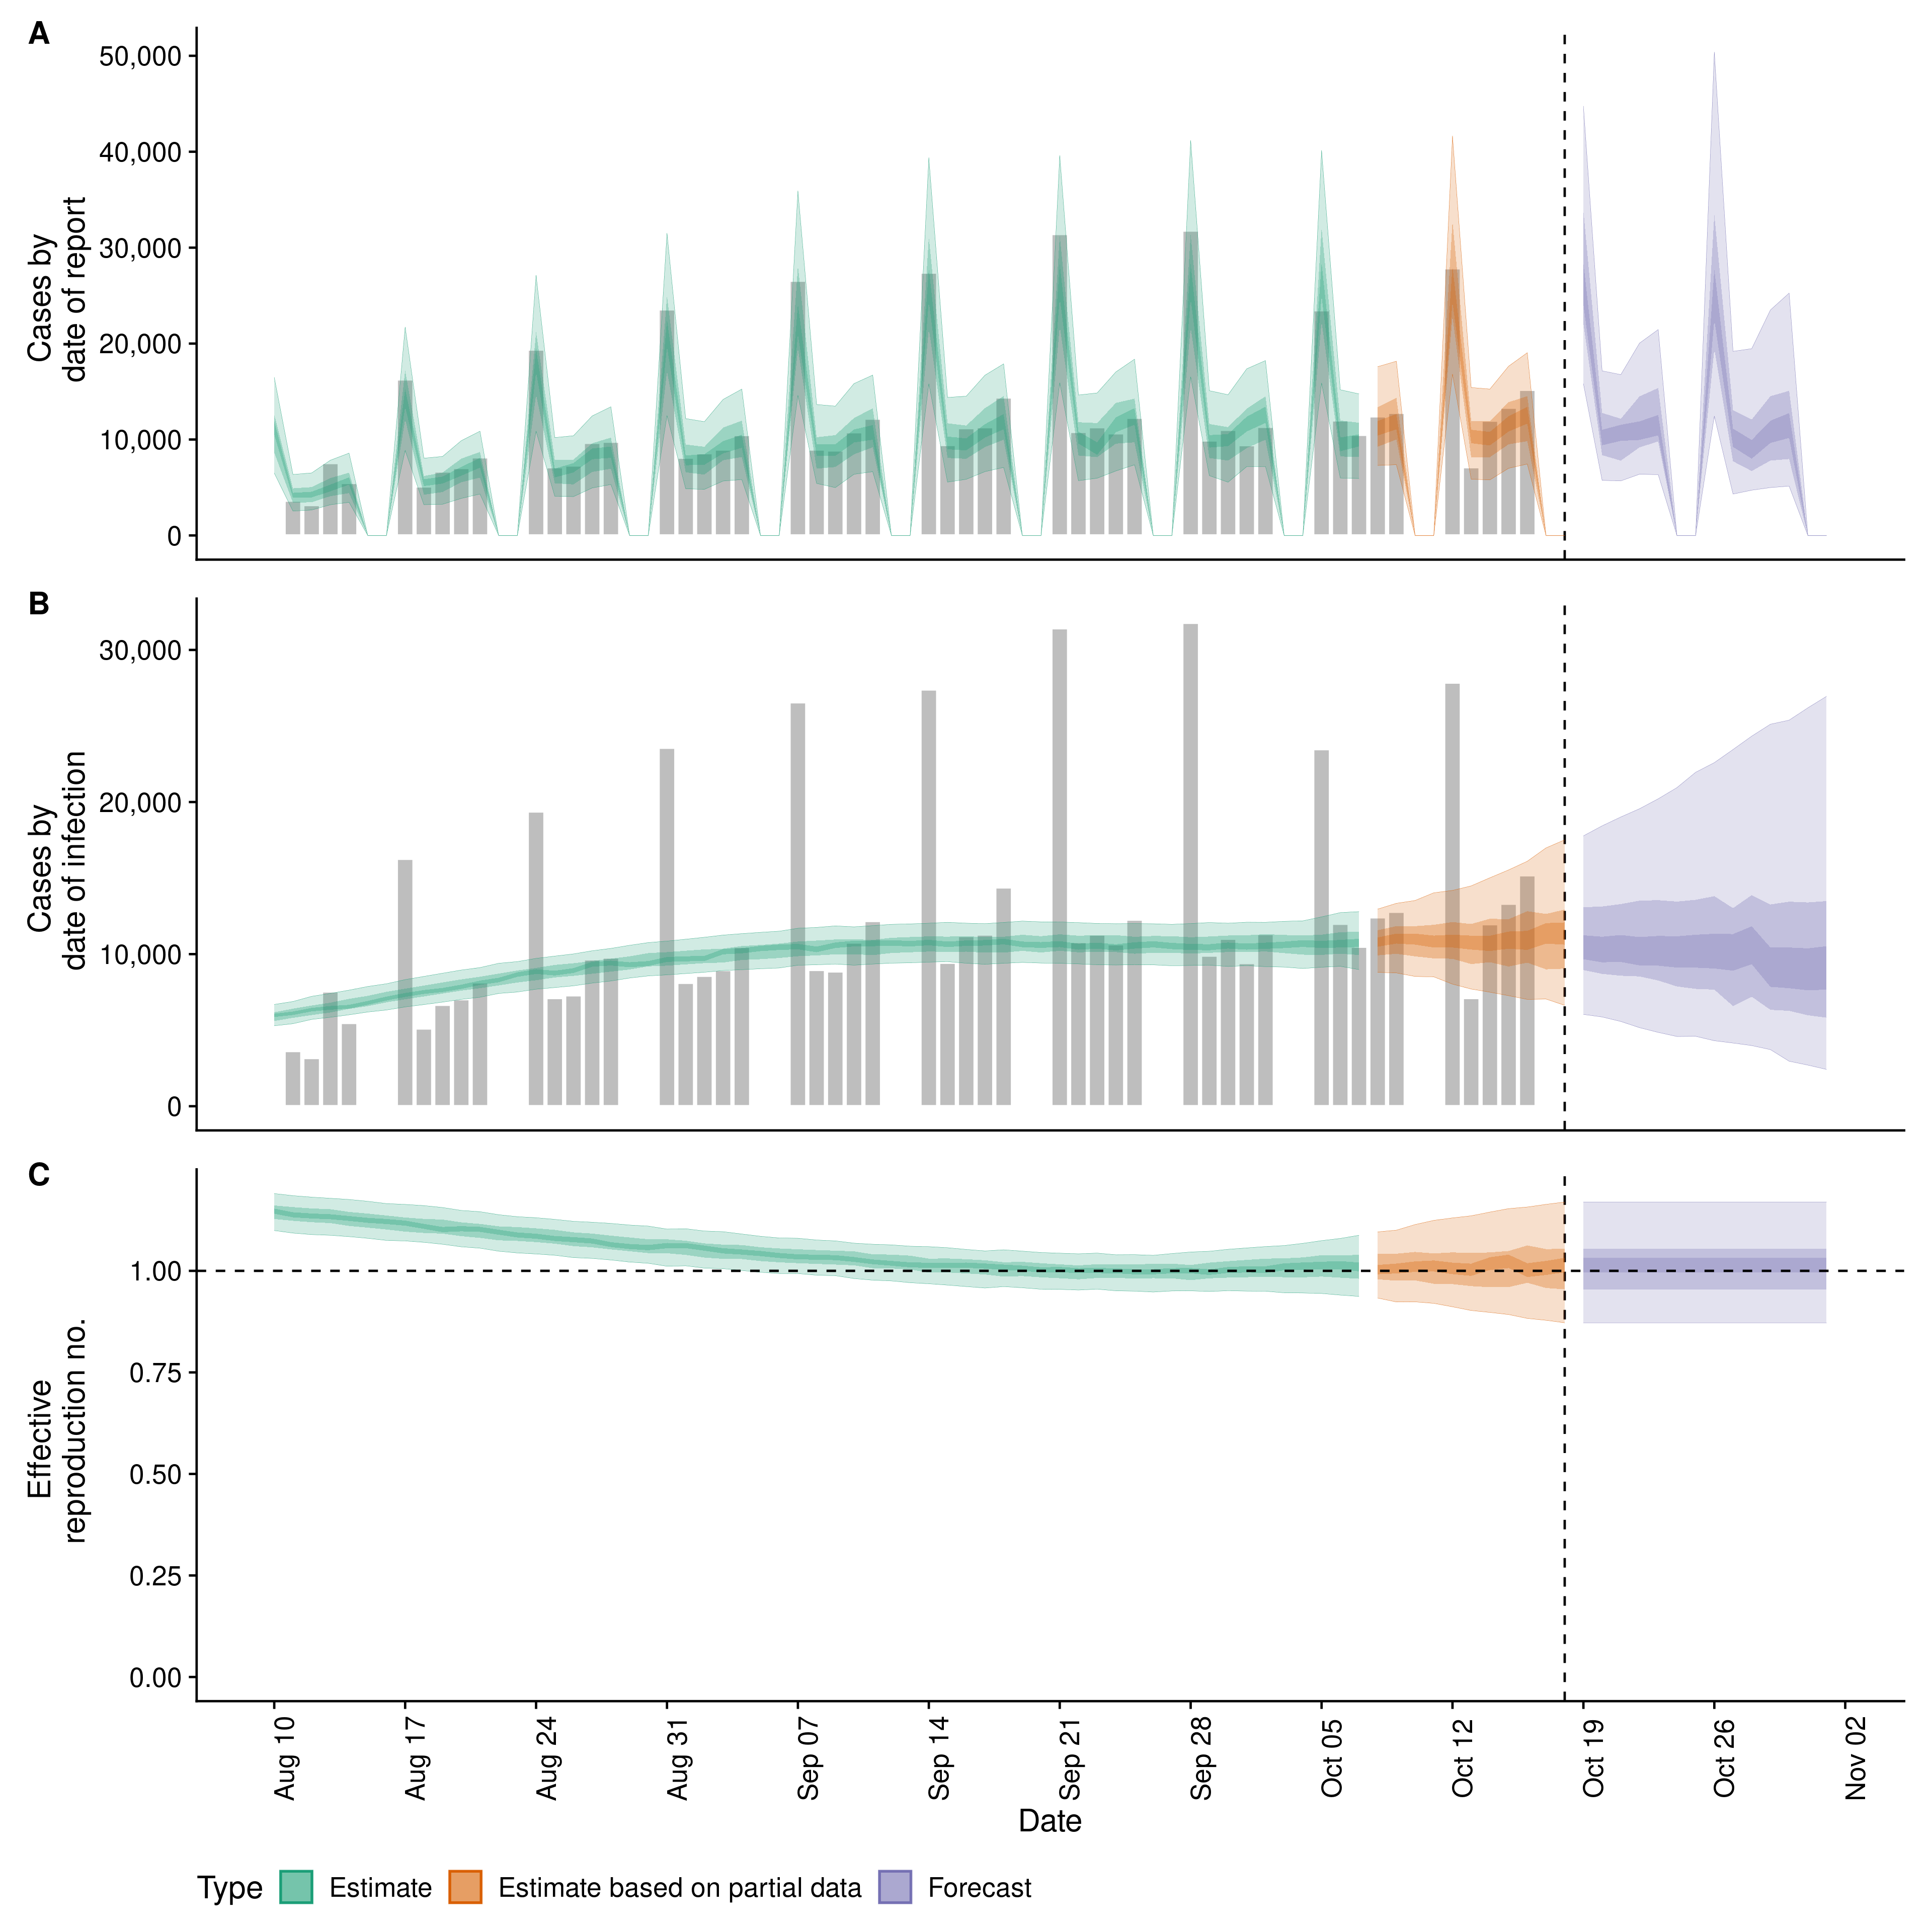 A
50,000
40,000
30,000
20,000
10,000
0
Cases by
date of report
B
30,000
20,000
10,000
0
Cases by
date of infection
C
1.00
0.75
0.50
0.25
0.00
Effective
reproduction no.
Aug 10
Aug 17
Aug 24
Aug 31
Sep 07
Sep 14
Sep 21
Sep 28
Oct 05
Oct 12
Oct 19
Oct 26
Nov 02
Date
Type Estimate Estimate based on partial data Forecast